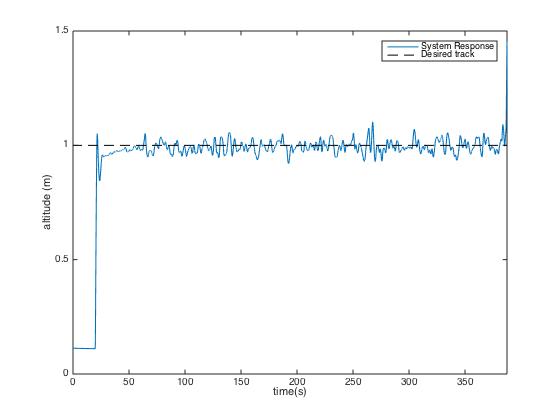 1.5
System Response
Desired track
1
altitude (m)
0.5
0
0 50 100 150 200 250 300 350
time(s)